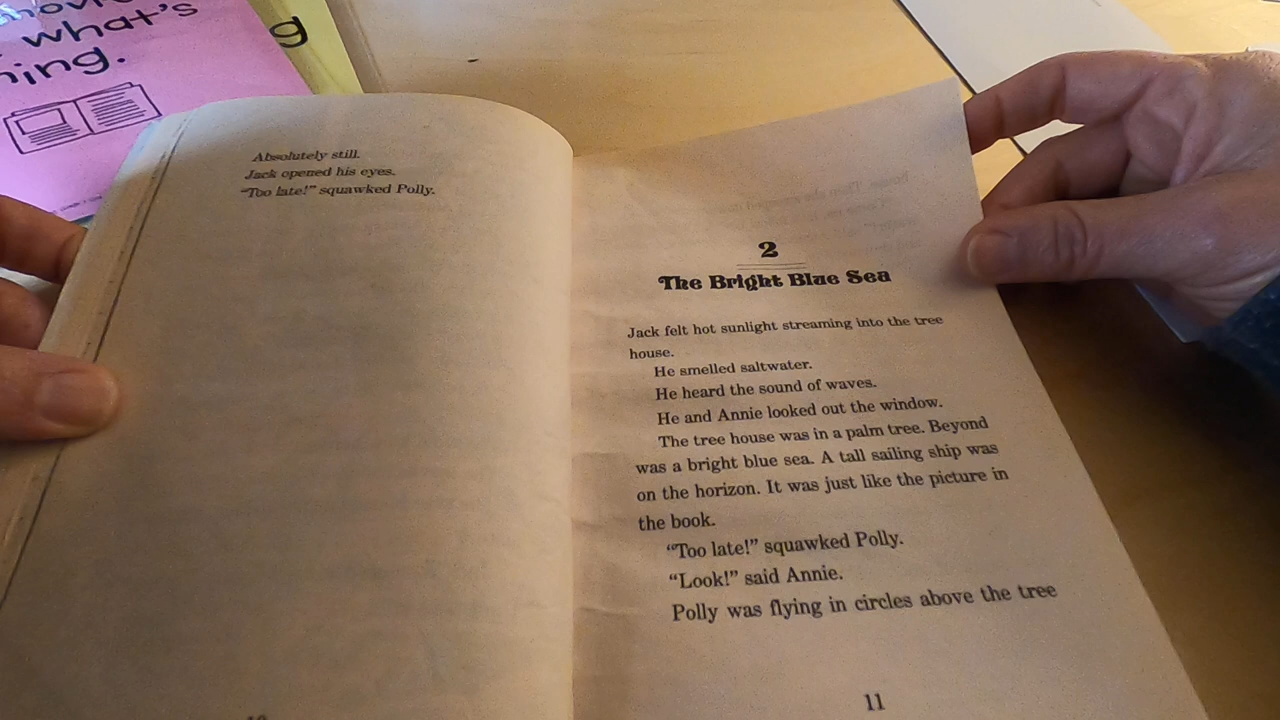 what's
ning.
g
Absolutely still.
Jack opened his eyes.
“Too late!” squawked Polly.
2
The Bright Blue Sea
Jack felt hot sunlight streaming into the tree
house.
He smelled saltwater.
He heard the sound of waves.
He and Annie looked out the window.
The tree house was in a palm tree. Beyond
was a bright blue sea. A tall sailing ship was
on the horizon. It was just like the picture in
the book.
“Too late!” squawked Polly.
“Look!” said Annie.
Polly was flying in circles above the tree
11